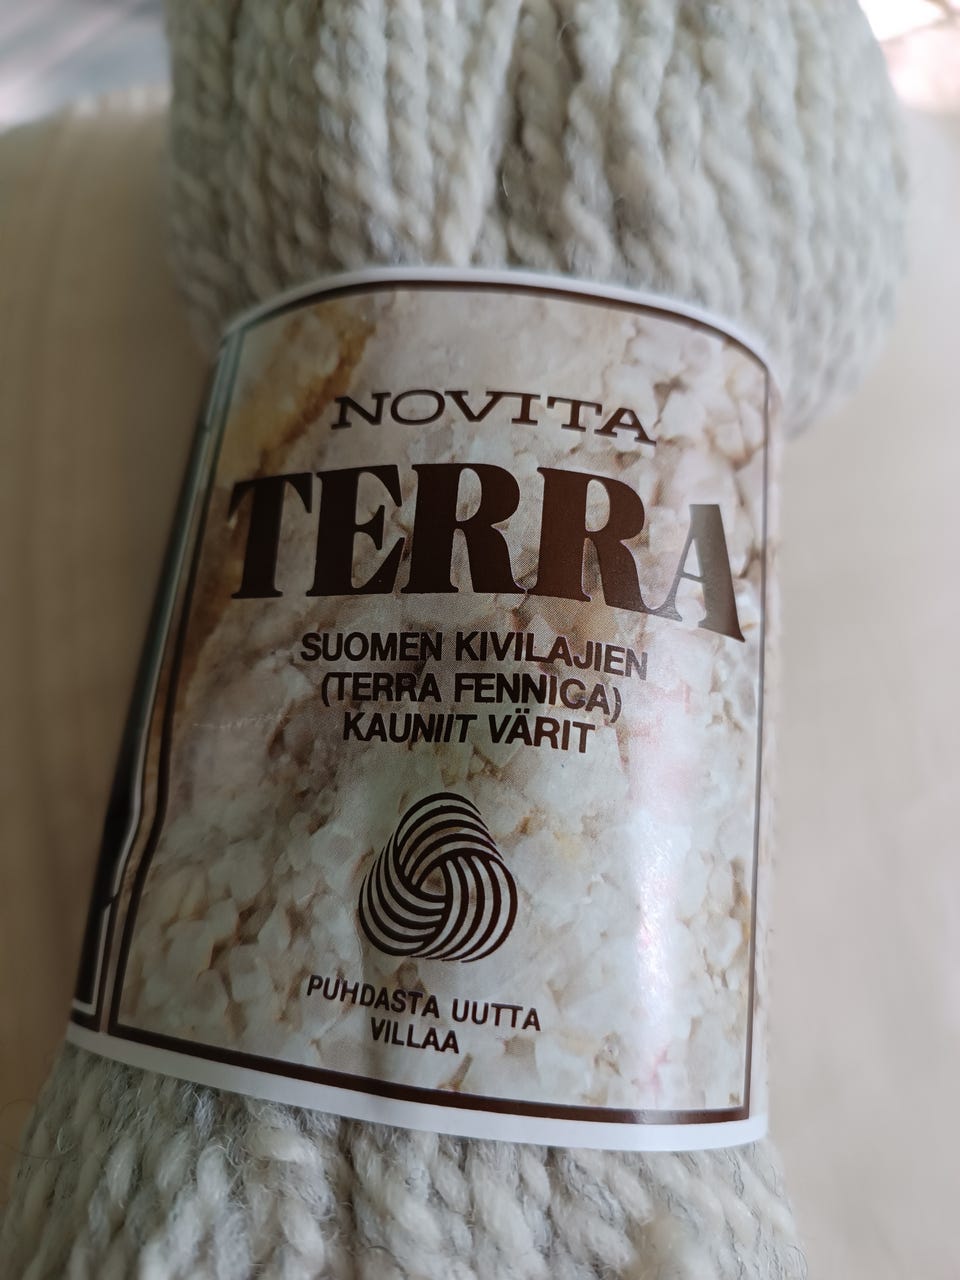 NOVITA
TERRA
SUOMEN KIVILAJIEN
(TERRA FENNICA)
KAUNIIT VÄRIT
PUHDASTA UUTTA
VILLAA